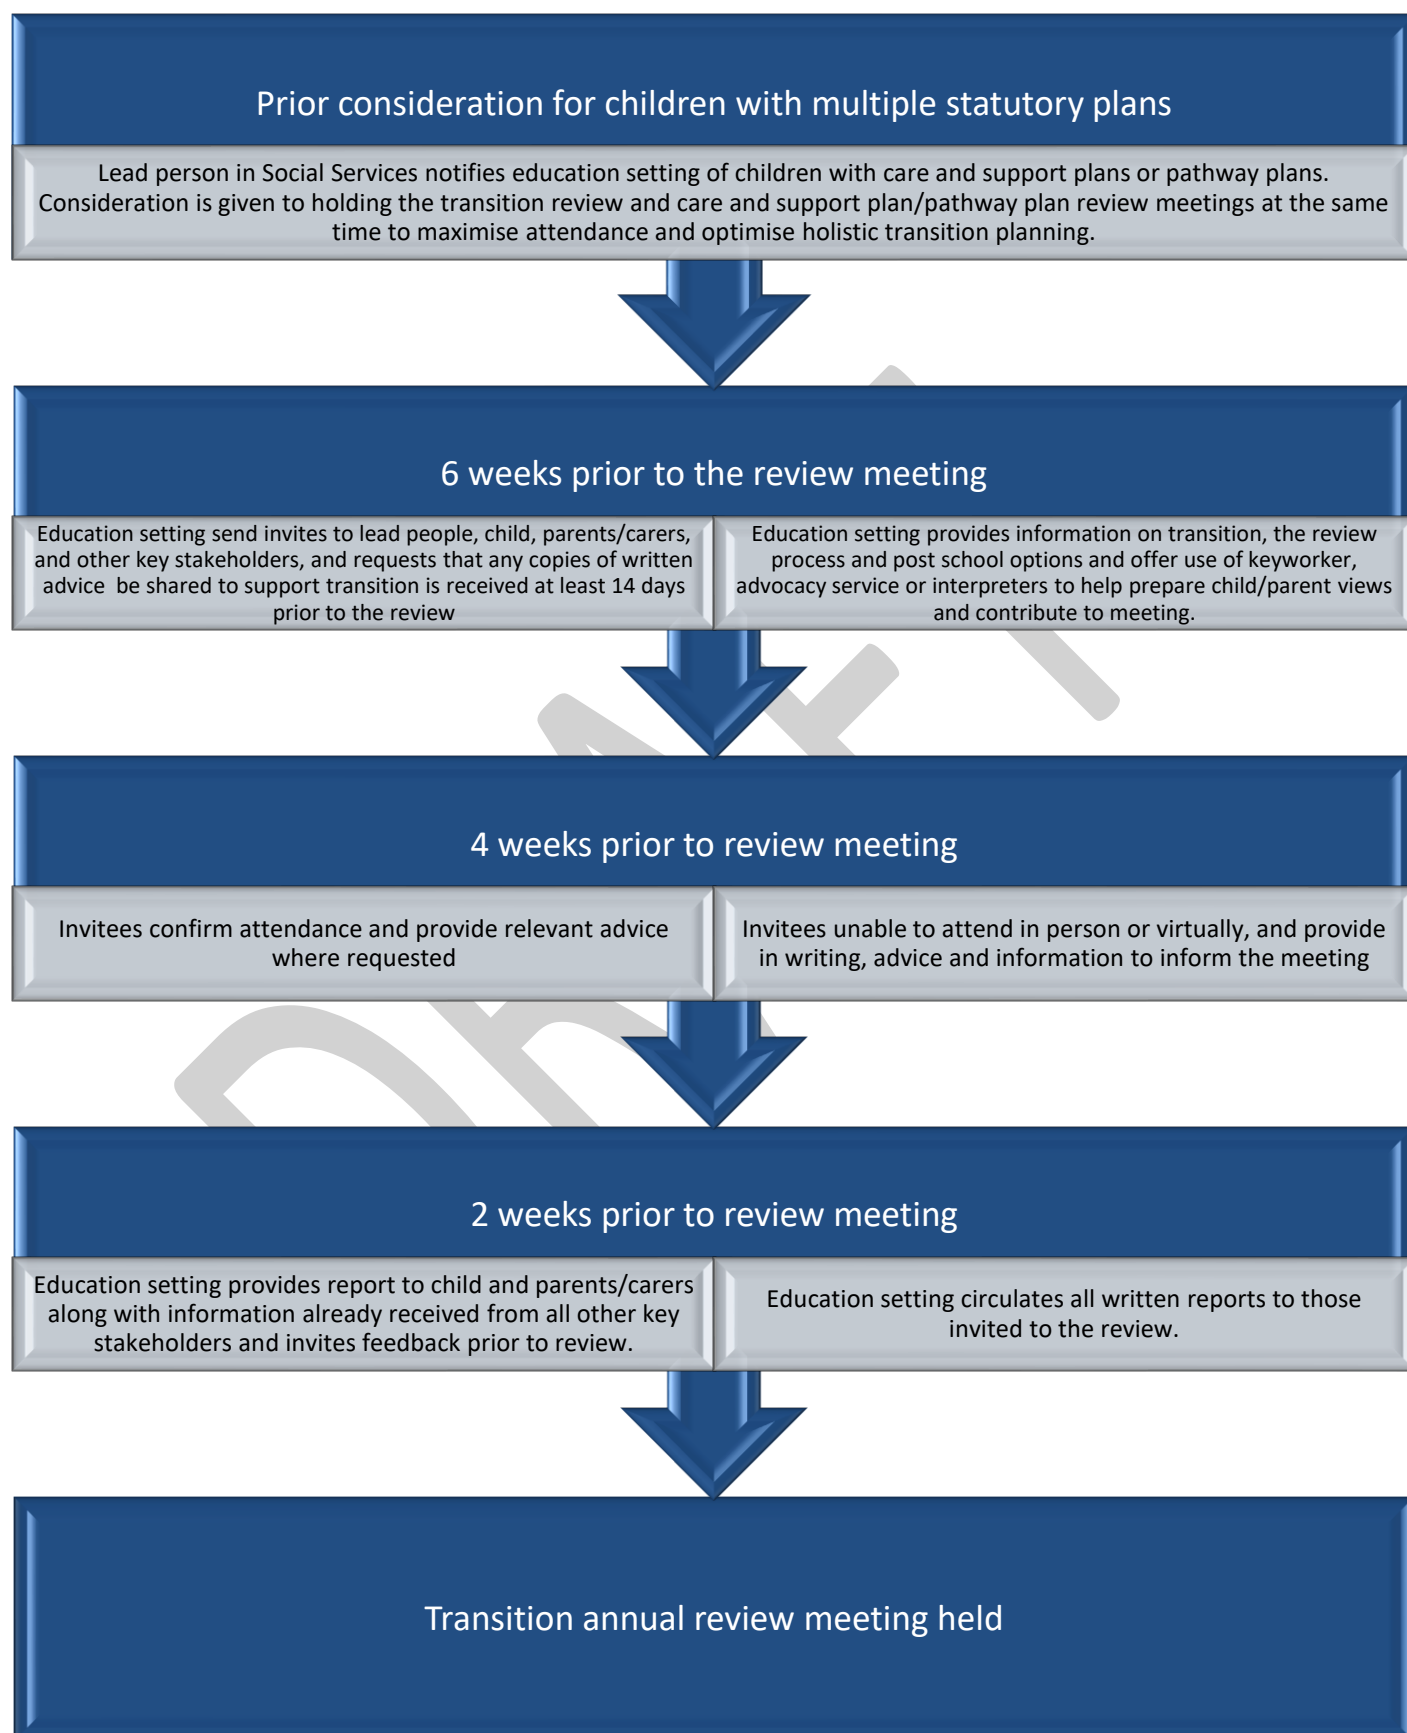 Prior consideration for children with multiple statutory plans
Lead person in Social Services notifies education setting of children with care and support plans or pathway plans.
Consideration is given to holding the transition review and care and support plan/pathway plan review meetings at the same
time to maximise attendance and optimise holistic transition planning.
6 weeks prior to the review meeting
Education setting send invites to lead people, child, parents/carers,
and other key stakeholders, and requests that any copies of written
advice  be shared to support transition is received at least 14 days
prior to the review
Education setting provides information on transition, the review
process and post school options and offer use of keyworker,
advocacy service or interpreters to help prepare child/parent views
and contribute to meeting.
4 weeks prior to review meeting
Invitees confirm attendance and provide relevant advice
where requested
Invitees unable to attend in person or virtually, and provide
in writing, advice and information to inform the meeting
2 weeks prior to review meeting
Education setting provides report to child and parents/carers
along with information already received from all other key
stakeholders and invites feedback prior to review.
Education setting circulates all written reports to those
invited to the review.
Transition annual review meeting held
DRAFT